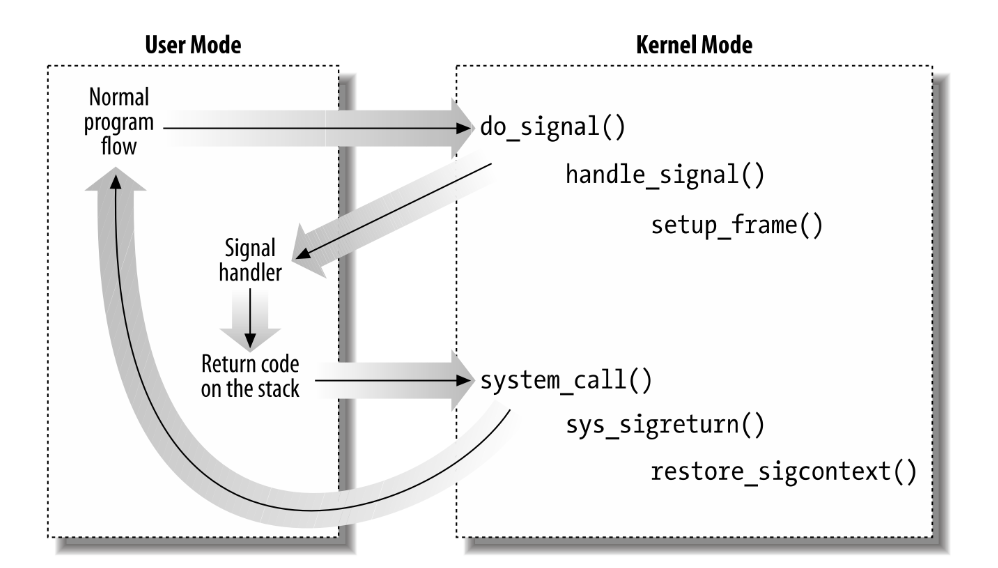 User Mode
Kernel Mode
Normal
program
flow
do_signal()
handle_signal()
setup_frame()
Signal
handler
Return code
on the stack
system_call()
sys_sigreturn()
restore_sigcontext()